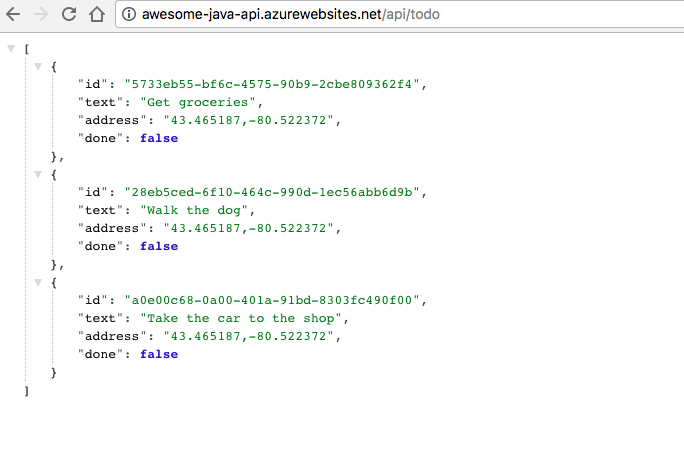 awesome-java-api.azurewebsites.net/api/todo
[
{
"id": "5733eb55-bf6c-4575-90b9-2cbe809362f4",
"text": "Get groceries",
"address": "43.465187,-80.522372",
"done": false
},
{
"id": "28eb5ced-6f10-464c-990d-1ec56abb6d9b",
"text": "Walk the dog",
"address": "43.465187,-80.522372",
"done": false
},
{
"id": "a0e00c68-0a00-401a-91bd-8303fc490f00",
"text": "Take the car to the shop",
"address": "43.465187,-80.522372",
"done": false
}
]